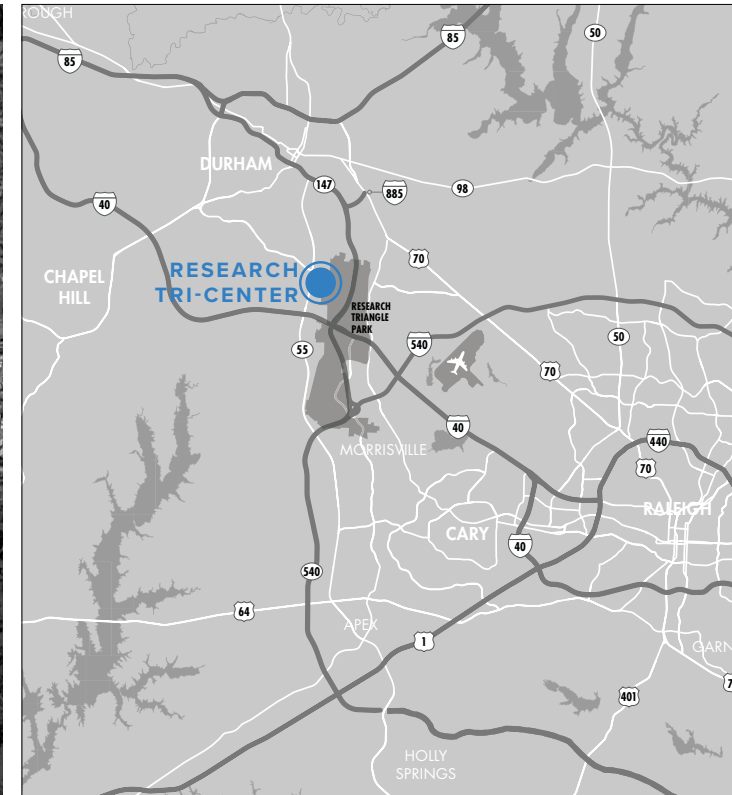 ROUGH
85
85
50
DURHAM
147
885
98
40
CHAPEL
HILL
RESEARCH
TRI-CENTER
70
RESEARCH
TRIANGLE
PARK
55
540
50
70
40
440
70
MORRISVILLE
RALEIGH
CARY
40
540
64
APEX
1
GARN
7
401
HOLLY
SPRINGS